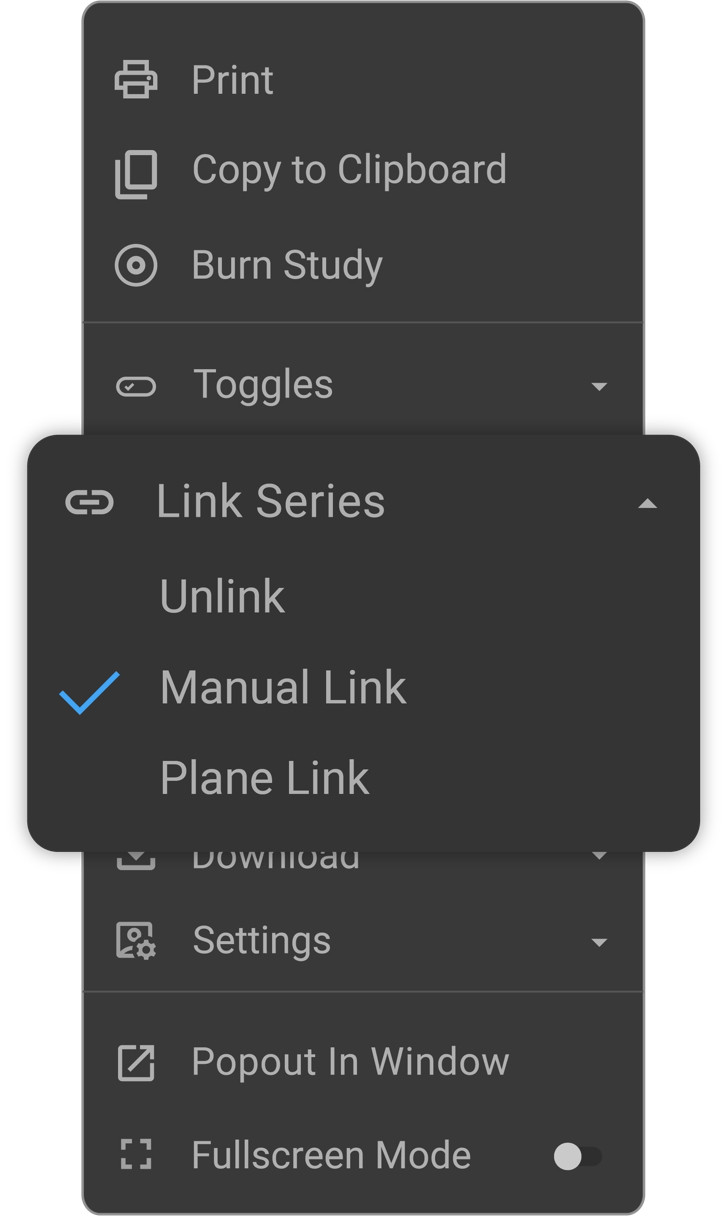 Print
Copy to Clipboard
Burn Study
Toggles
Link Series
Unlink
Manual Link
Plane Link
Download
Settings
Popout In Window
Fullscreen Mode